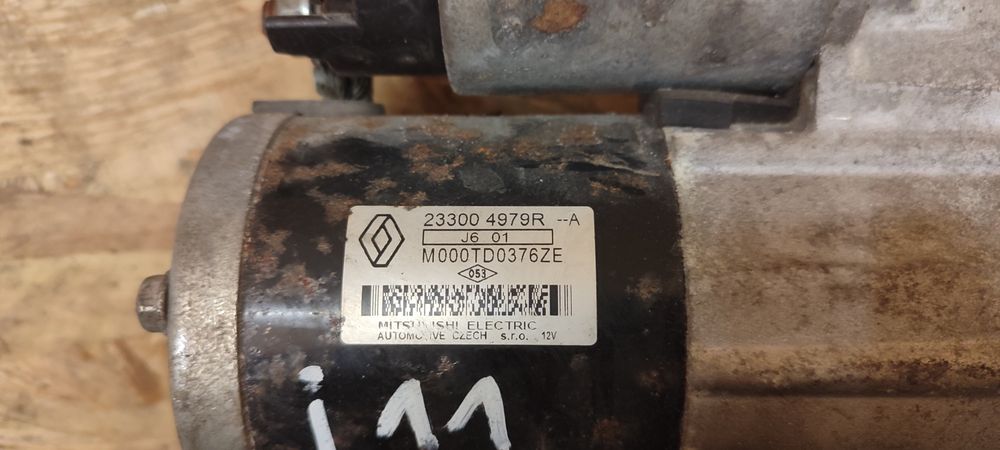 23300 4979R --A
J6 01
M000TD0376ZE
053
MITSUBISHI ELECTRIC
AUTOMOTIVE CZECH s.r.o. 12V
i11